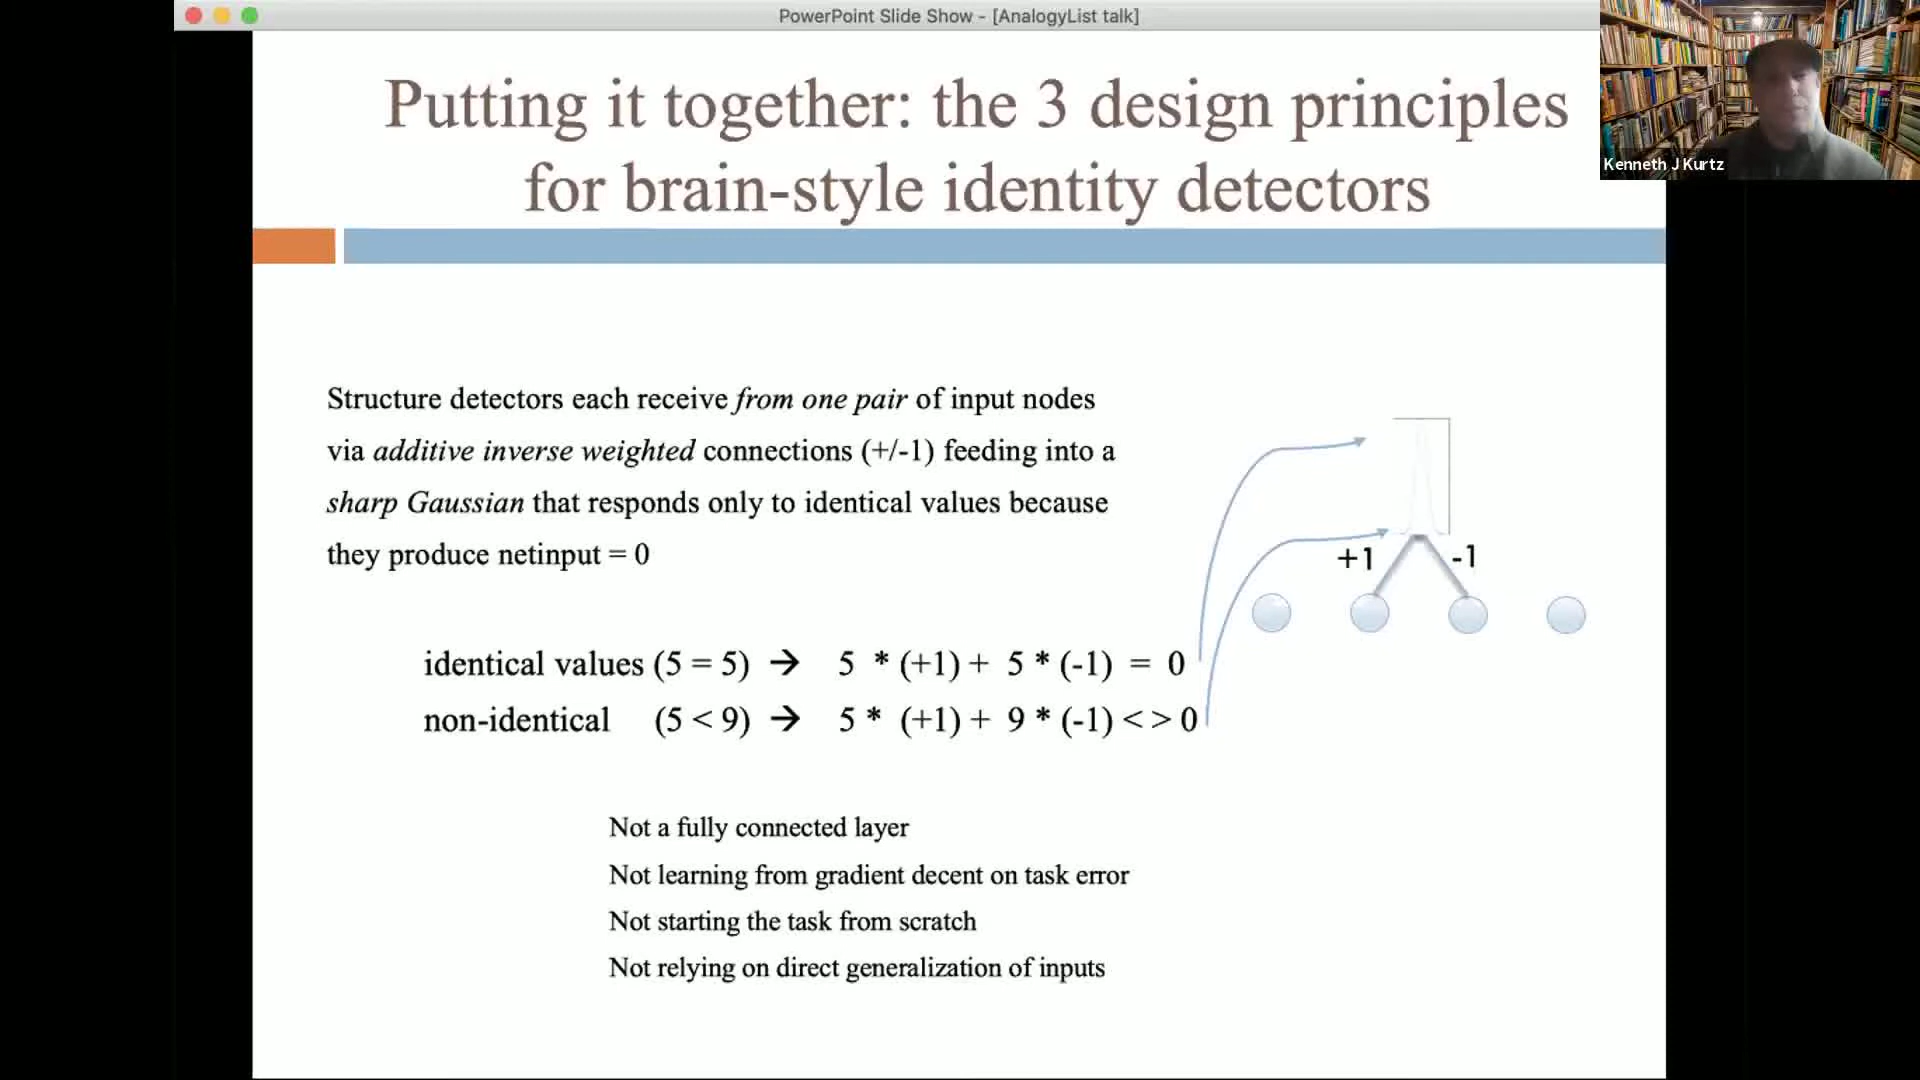 PowerPoint Slide Show - [AnalogyList talk]
Kenneth J Kurtz
Putting it together: the 3 design principles
for brain-style identity detectors
Structure detectors each receive from one pair of input nodes
via additive inverse weighted connections (+/-1) feeding into a
sharp Gaussian that responds only to identical values because
they produce netinput = 0
+1 -1
identical values (5 = 5) → 5 * (+1) + 5 * (-1) = 0
non-identical (5 < 9) → 5 * (+1) + 9 * (-1) < > 0
Not a fully connected layer
Not learning from gradient decent on task error
Not starting the task from scratch
Not relying on direct generalization of inputs